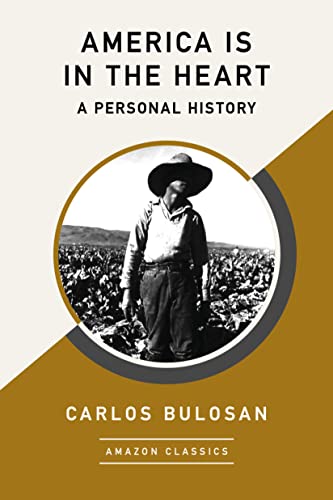 AMERICA IS
IN THE HEART
A PERSONAL HISTORY
CARLOS BULOSAN
AMAZON CLASSICS